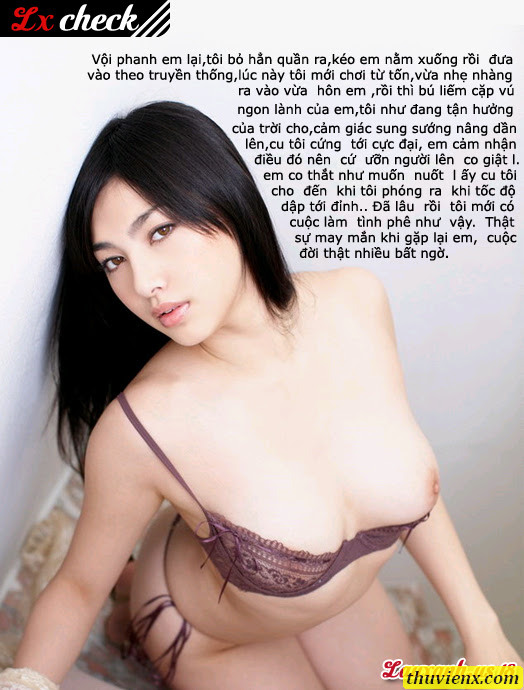 Lx check
Vội phanh em lại,tôi bỏ hẳn quần ra,kéo em nằm xuống rồi đưa
vào theo truyền thống,lúc này tôi mới chơi từ tốn,vừa nhẹ nhàng
ra vào vừa hôn em ,rồi thì bú liếm cặp vú
ngon lành của em,tôi như đang tận hưởng
của trời cho,cảm giác sung sướng nâng dần
lên,cu tôi cứng tới cực đại, em cảm nhận
điều đó nên cứ ưỡn người lên co giật l.
em co thắt như muốn nuốt l ấy cu tôi
cho đến khi tôi phóng ra khi tốc độ
dập tới đỉnh.. Đã lâu rồi tôi mới có
cuộc làm tình phê như vậy. Thật
sự may mắn khi gặp lại em, cuộc
đời thật nhiều bất ngờ.
thuvienx.com